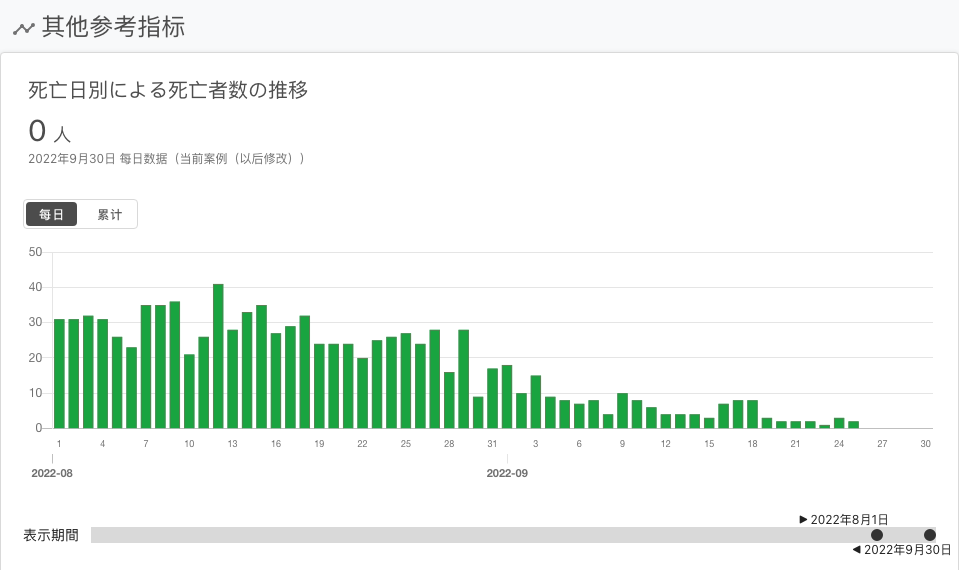 其他参考指标
死亡日別による死亡者数の推移
0 人
2022年9月30日 每日数据（当前案例（以后修改））
每日 累计
50
40
30
20
10
0
1 4 7 10 13 16 19 22 25 28 31 3 6 9 12 15 18 21 24 27 30
2022-08 2022-09
2022年8月1日
表示期間
2022年9月30日